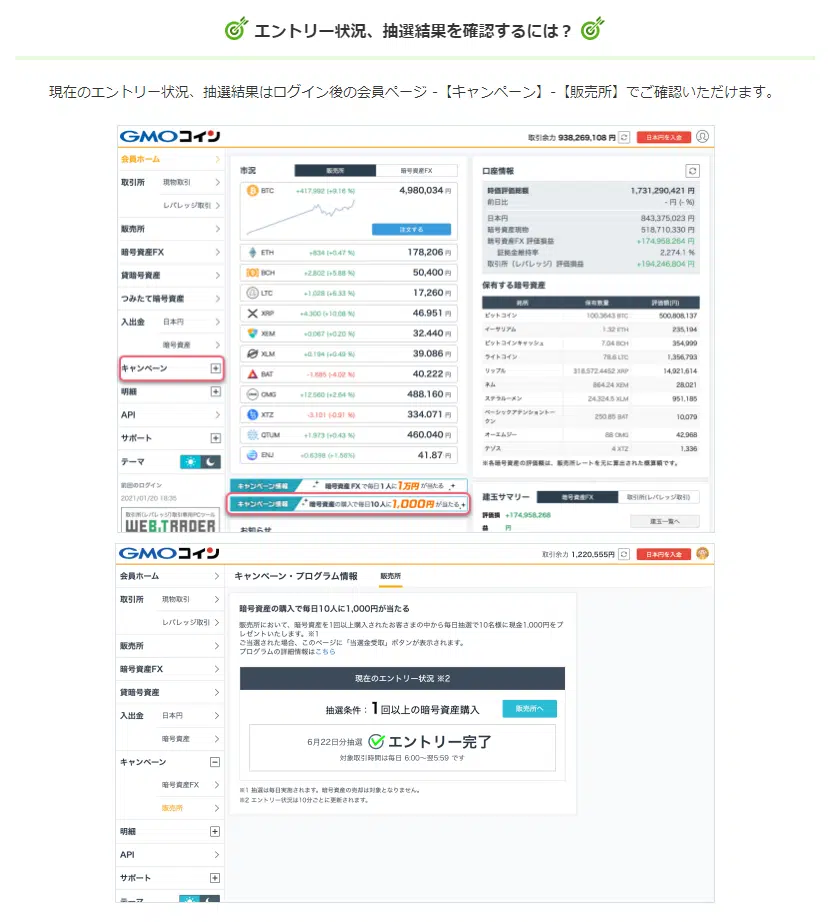 エントリー状況、抽選結果を確認するには？
現在のエントリー状況、抽選結果はログイン後の会員ページ -【キャンペーン】-【販売所】でご確認いただけます。
GMOコイン
取引余力 938,269,108 円
日本円を入金
会員ホーム
取引所 現物取引
レバレッジ取引
販売所
暗号資産FX
貸暗号資産
つみたて暗号資産
入出金 日本円
暗号資産
キャンペーン
明細
API
サポート
テーマ
前回のログイン
2021/01/20 18:35
取引所(レバレッジ)取引専用PCツール
WEB TRADER
市況
販売所
暗号資産FX
BTC +417,992 (+9.16 %) 4,980,034 円
注文する
ETH +834 (+0.47 %) 178,206 円
BCH +2,802 (+5.88 %) 50,400 円
LTC +1,028 (+6.33 %) 17,260 円
XRP +4.300 (+10.08 %) 46.951 円
XEM +0.067 (+0.20 %) 32.440 円
XLM +0.194 (+0.49 %) 39.086 円
BAT -1.685 (-4.02 %) 40.222 円
OMG +12.560 (+2.64 %) 488.160 円
XTZ -3.101 (-0.91 %) 334.071 円
QTUM +1.973 (+0.43 %) 460.040 円
ENJ +0.6398 (+1.56%) 41.87 円
キャンペーン情報 暗号資産FXで毎日1人に1万円が当たる
キャンペーン情報 暗号資産の購入で毎日10人に1,000円が当たる
お知らせ
口座情報
時価評価総額 1,731,290,421 円
前日比 - 円 (- %)
日本円 843,375,023 円
暗号資産現物 518,710,330 円
暗号資産FX 評価損益 +174,958,264 円
証拠金維持率 2,274.1 %
取引所（レバレッジ）評価損益 +194,246,804 円
保有する暗号資産
銘柄 保有数量 評価額(円)
ビットコイン 100.3643 BTC 500,808,137
イーサリアム 1.32 ETH 235,194
ビットコインキャッシュ 7.04 BCH 354,999
ライトコイン 78.6 LTC 1,356,793
リップル 318,572.4452 XRP 14,921,614
ネム 864.24 XEM 28,021
ステラルーメン 24,324.5 XLM 951,185
ベーシックアテンショントークン 250.85 BAT 10,079
オーエムジー 88 OMG 42,968
テゾス 4 XTZ 1,336
※各暗号資産の評価額は、販売所レートを元に算出された概算額です。
建玉サマリー
暗号資産FX
取引所(レバレッジ取引)
評価損益 +174,958,268 円
建玉一覧へ
GMOコイン
取引余力 1,220,555円
日本円を入金
会員ホーム
取引所 現物取引
レバレッジ取引
販売所
暗号資産FX
貸暗号資産
入出金 日本円
暗号資産
キャンペーン
暗号資産FX
販売所
明細
API
サポート
テーマ
キャンペーン・プログラム情報
販売所
暗号資産の購入で毎日10人に1,000円が当たる
販売所において、暗号資産を1回以上購入されたお客さまの中から毎日抽選で10名様に現金1,000円をプ
レゼントいたします。※1
ご当選された場合、このページに「当選金受取」ボタンが表示されます。
プログラムの詳細情報はこちら
現在のエントリー状況 ※2
抽選条件：1回以上の暗号資産購入
販売所へ
6月22日分抽選 エントリー完了
対象取引時間は毎日 6:00～翌5:59 です
※1 抽選は毎日実施されます。暗号資産の売却は対象となりません。
※2 エントリー状況は10分ごとに更新されます。